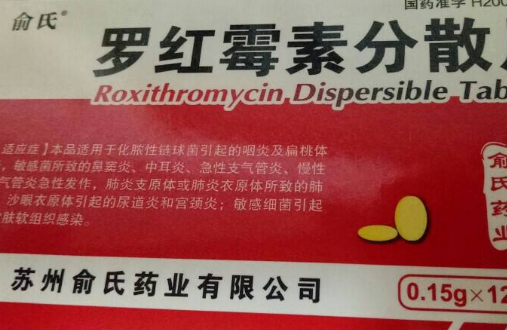 俞氏®
国药准字 H200
罗红霉素分散片
Roxithromycin Dispersible Tab
适应症】本品适用于化脓性链球菌引起的咽炎及扁桃体
，敏感菌所致的鼻窦炎、中耳炎、急性支气管炎、慢性
气管炎急性发作，肺炎支原体或肺炎衣原体所致的肺
沙眼衣原体引起的尿道炎和宫颈炎；敏感细菌引起
肤软组织感染。
俞氏药业
苏州俞氏药业有限公司
0.15g×12